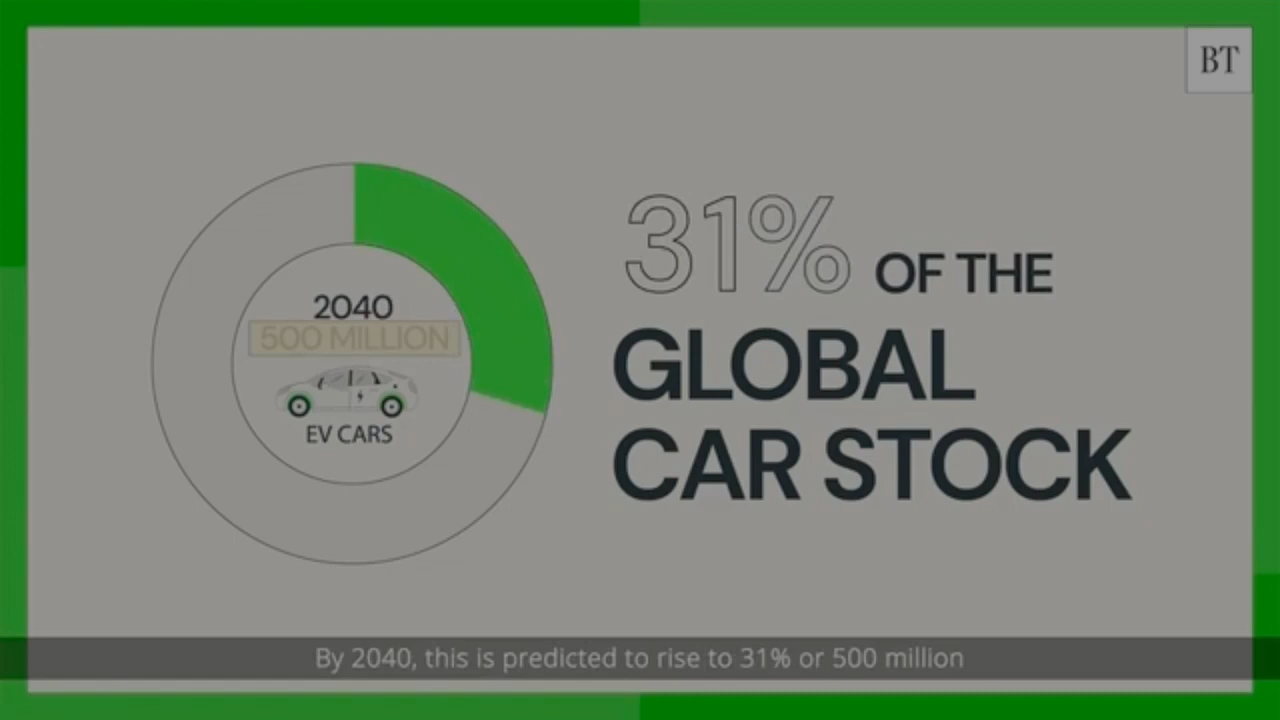 BT
2040
500 MILLION
EV CARS
31% OF THE
GLOBAL
CAR STOCK
By 2040, this is predicted to rise to 31% or 500 million